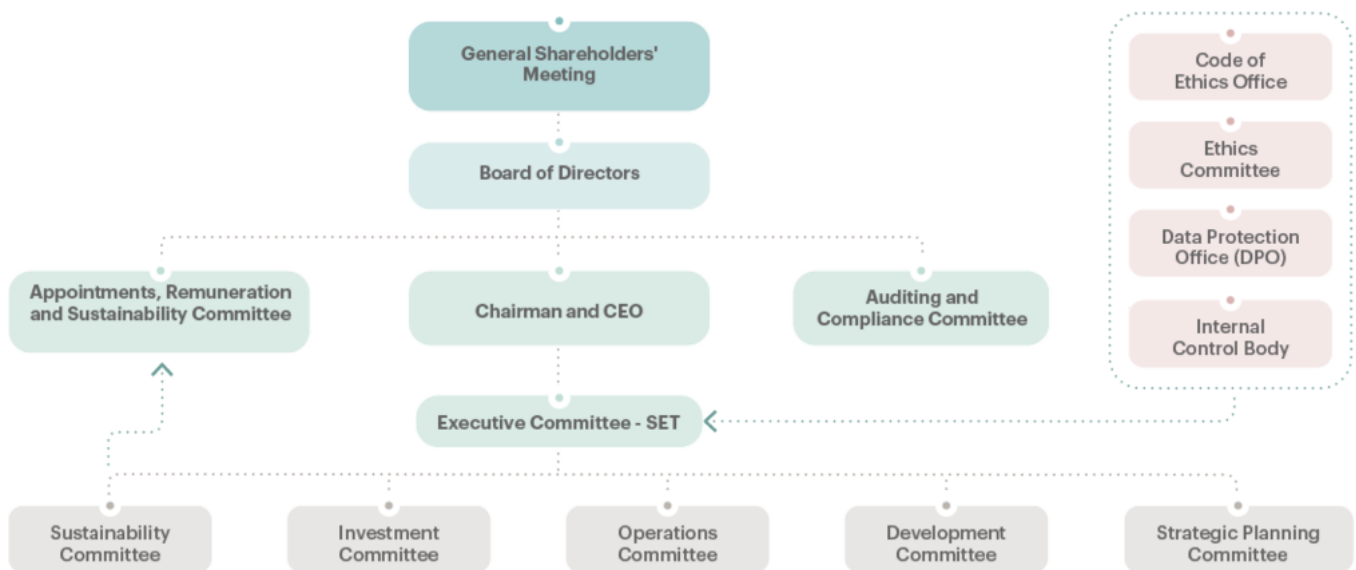 General Shareholders'
Meeting
Board of Directors
Appointments, Remuneration
and Sustainability Committee
Chairman and CEO
Auditing and
Compliance Committee
Executive Committee - SET
Sustainability
Committee
Investment
Committee
Operations
Committee
Development
Committee
Strategic Planning
Committee
Code of
Ethics Office
Ethics
Committee
Data Protection
Office (DPO)
Internal
Control Body